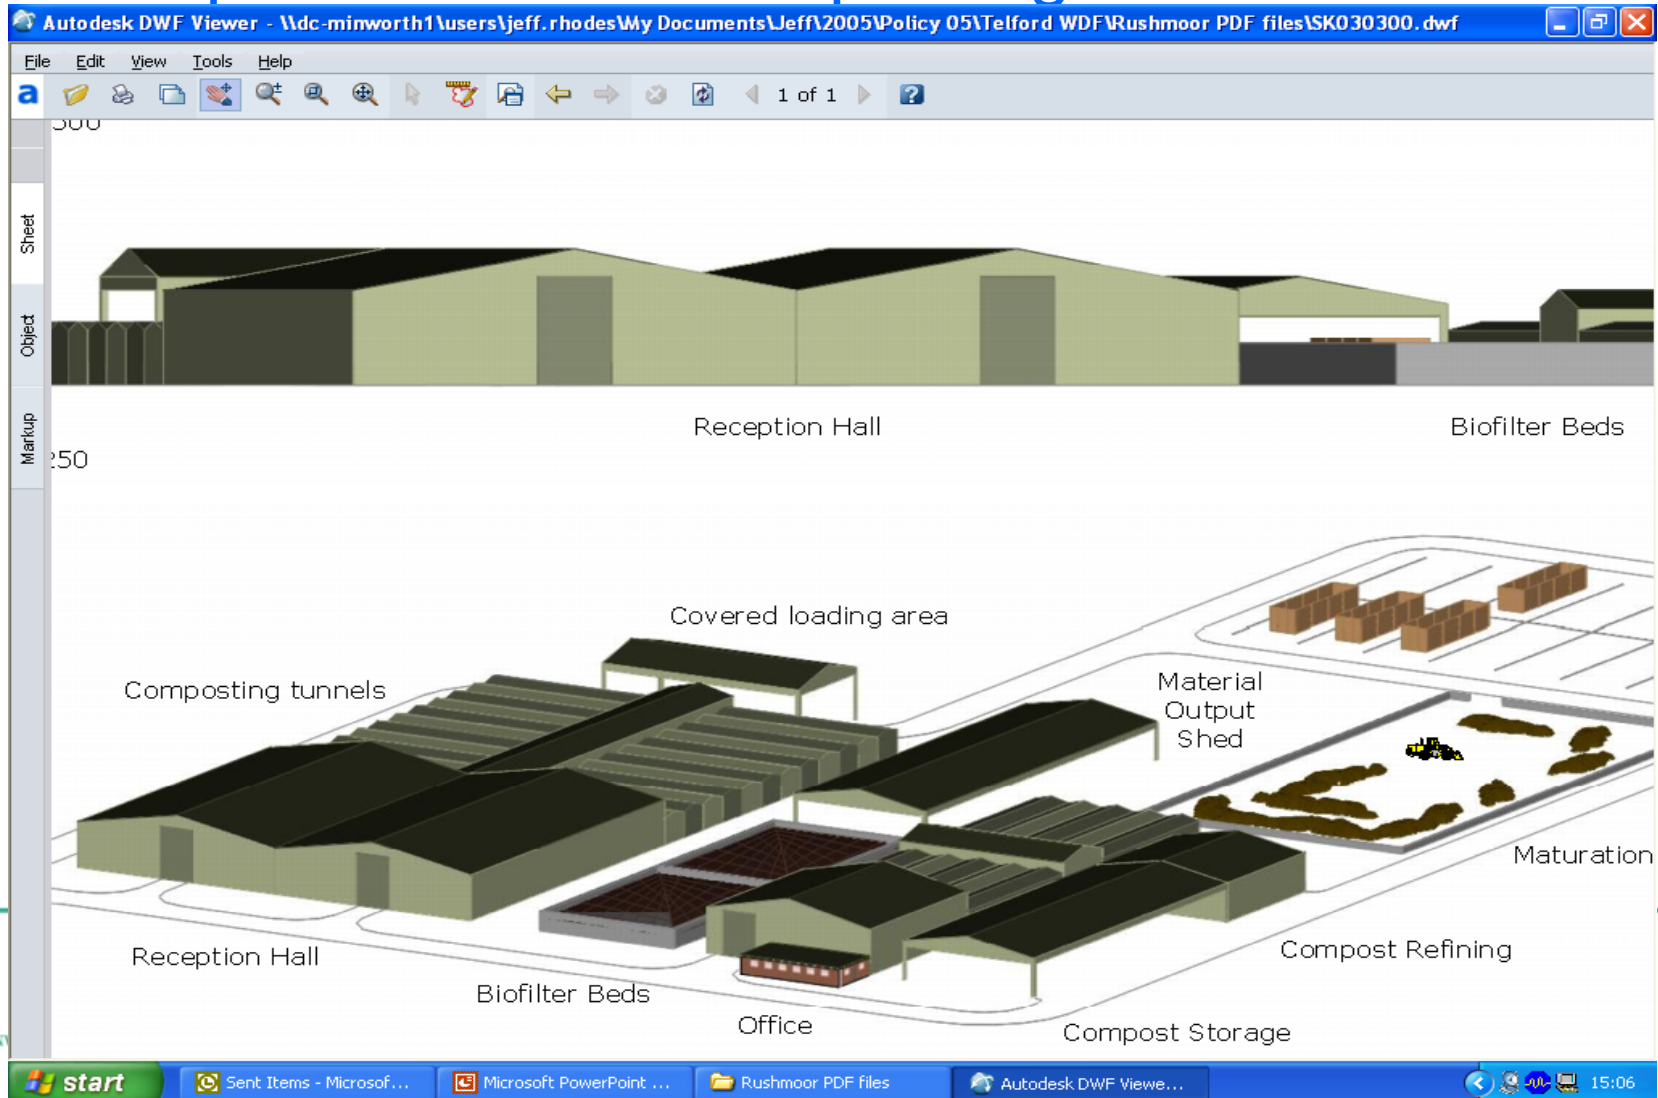 Autodesk DWF Viewer - \\dc-minworth1\users\jeff.rhodes\My Documents\Jeff\2005\Policy 05\Telford WDF\Rushmoor PDF files\SK030300.dwf
File Edit View Tools Help
1 of 1
Sheet
Object
Markup
Reception Hall
Biofilter Beds
250
Covered loading area
Composting tunnels
Material
Output
Shed
Maturation
Reception Hall
Compost Refining
Biofilter Beds
Office
Compost Storage
start
Sent Items - Microsof...
Microsoft PowerPoint ...
Rushmoor PDF files
Autodesk DWF Viewe...
15:06